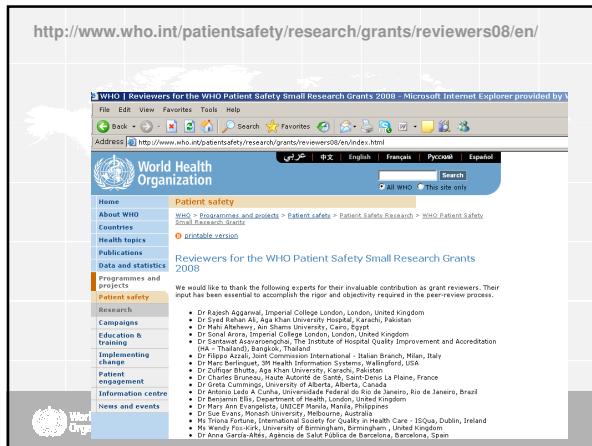 http://www.who.int/patientsafety/research/grants/reviewers08/en/
WHO | Reviewers for the WHO Patient Safety Small Research Grants 2008 - Microsoft Internet Explorer provided by
File Edit View Favorites Tools Help
Back Search Favorites
Address http://www.who.int/patientsafety/research/grants/reviewers08/en/index.html
عربي | 中文 | English | Français | Русский | Español
World Health
Organization
Search
All WHO This site only
Home
About WHO
Countries
Health topics
Publications
Data and statistics
Programmes and
projects
Patient safety
Research
Campaigns
Education &
training
Implementing
change
Patient
engagement
Information centre
News and events
Patient safety
WHO > Programmes and projects > Patient safety > Patient Safety Research > WHO Patient Safety
Small Research Grants
printable version
Reviewers for the WHO Patient Safety Small Research Grants
2008
We would like to thank the following experts for their invaluable contribution as grant reviewers. Their
input has been essential to accomplish the rigor and objectivity required in the peer-review process.
• Dr Rajesh Aggarwal, Imperial College London, London, United Kingdom
• Dr Syed Rehan Ali, Aga Khan University Hospital, Karachi, Pakistan
• Dr Mahi Altehewy, Ain Shams University, Cairo, Egypt
• Dr Sonal Arora, Imperial College London, London, United Kingdom
• Dr Santawat Asavaroengchai, The Institute of Hospital Quality Improvement and Accreditation
(HA – Thailand), Bangkok, Thailand
• Dr Filippo Azzali, Joint Commission International - Italian Branch, Milan, Italy
• Dr Marc Berlinguet, 3M Health Information Systems, Wallingford, USA
• Dr Zulfiqar Bhutta, Aga Khan University, Karachi, Pakistan
• Dr Charles Bruneau, Haute Autorité de Santé, Saint-Denis La Plaine, France
• Dr Greta Cummings, University of Alberta, Alberta, Canada
• Dr Antonio Ledo A Cunha, Universidade Federal do Rio de Janeiro, Rio de Janeiro, Brazil
• Dr Benjamin Ellis, Department of Health, London, United Kingdom
• Dr Mary Ann Evangelista, UNICEF Manila, Manila, Philippines
• Dr Sue Evans, Monash University, Melbourne, Australia
• Ms Triona Fortune, International Society for Quality in Health Care - ISQua, Dublin, Ireland
• Ms Wendy Fox-Kirk, University of Birmingham, Birmingham , United Kingdom
• Dr Anna García-Altés, Agència de Salut Pública de Barcelona, Barcelona, Spain